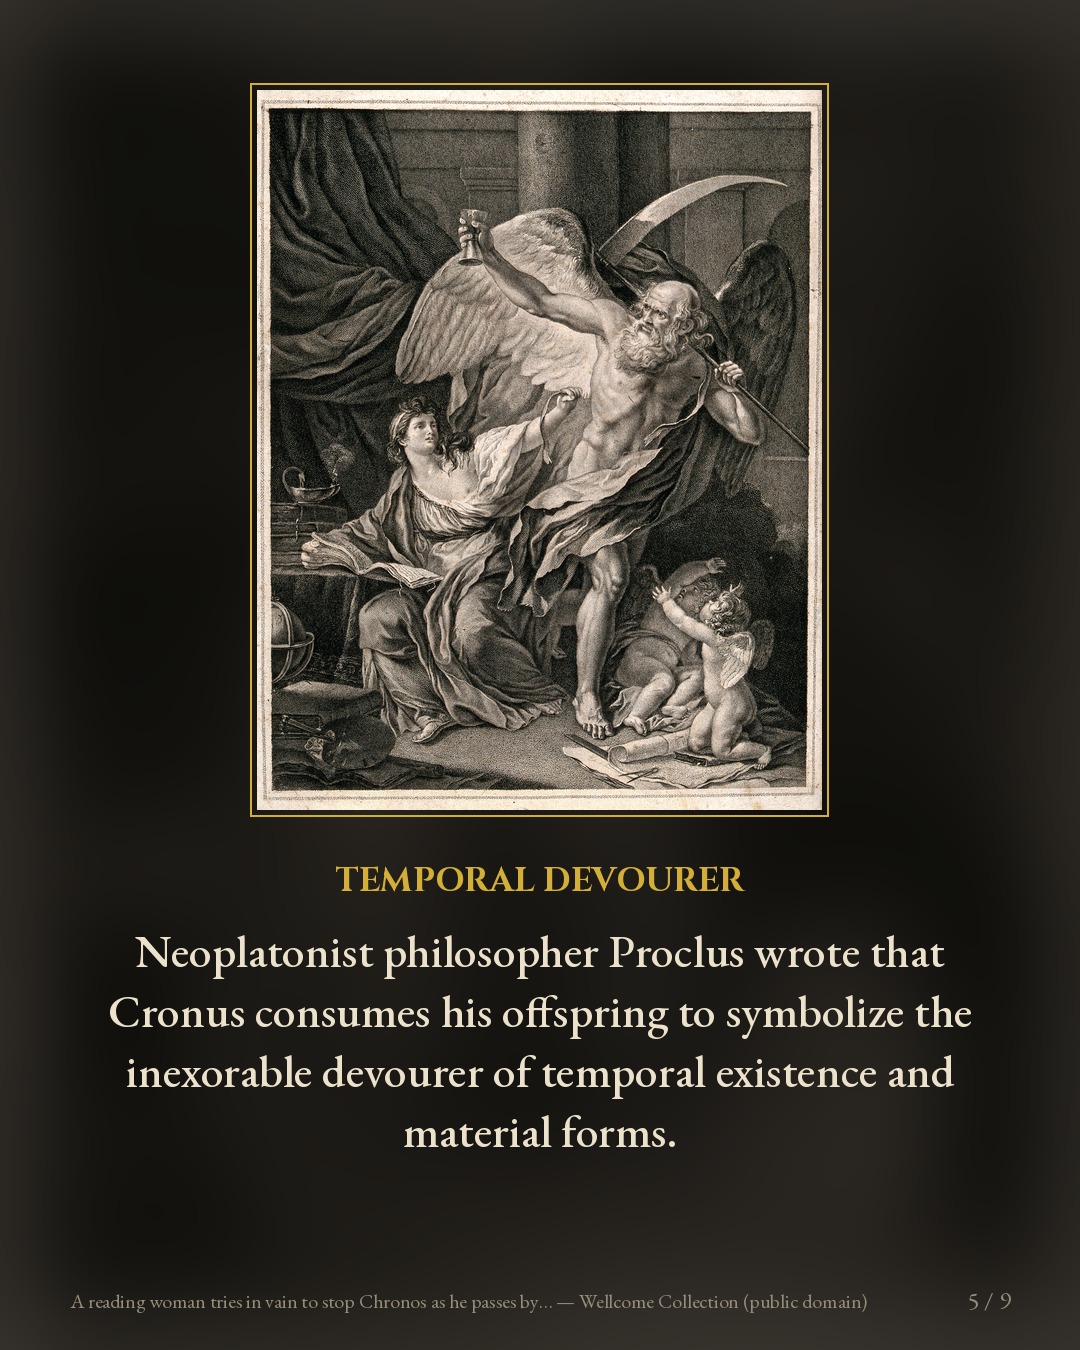 TEMPORAL DEVOURER
Neoplatonist philosopher Proclus wrote that
Cronus consumes his offspring to symbolize the
inexorable devourer of temporal existence and
material forms.
A reading woman tries in vain to stop Chronos as he passes by... — Wellcome Collection (public domain)
5 / 9